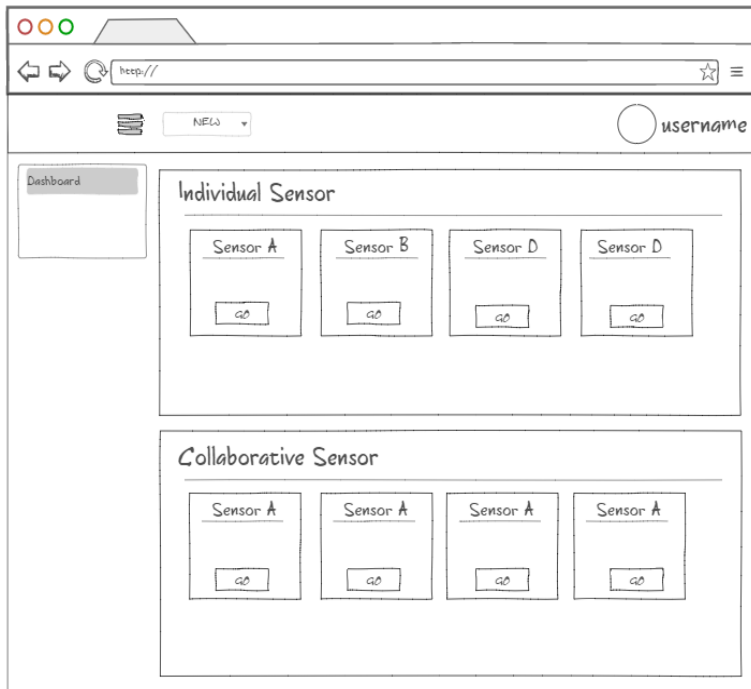 http://
NEW
username
Dashboard
Individual Sensor
Sensor A
Sensor B
Sensor D
Sensor D
GO
GO
GO
GO
Collaborative Sensor
Sensor A
Sensor A
Sensor A
Sensor A
GO
GO
GO
GO